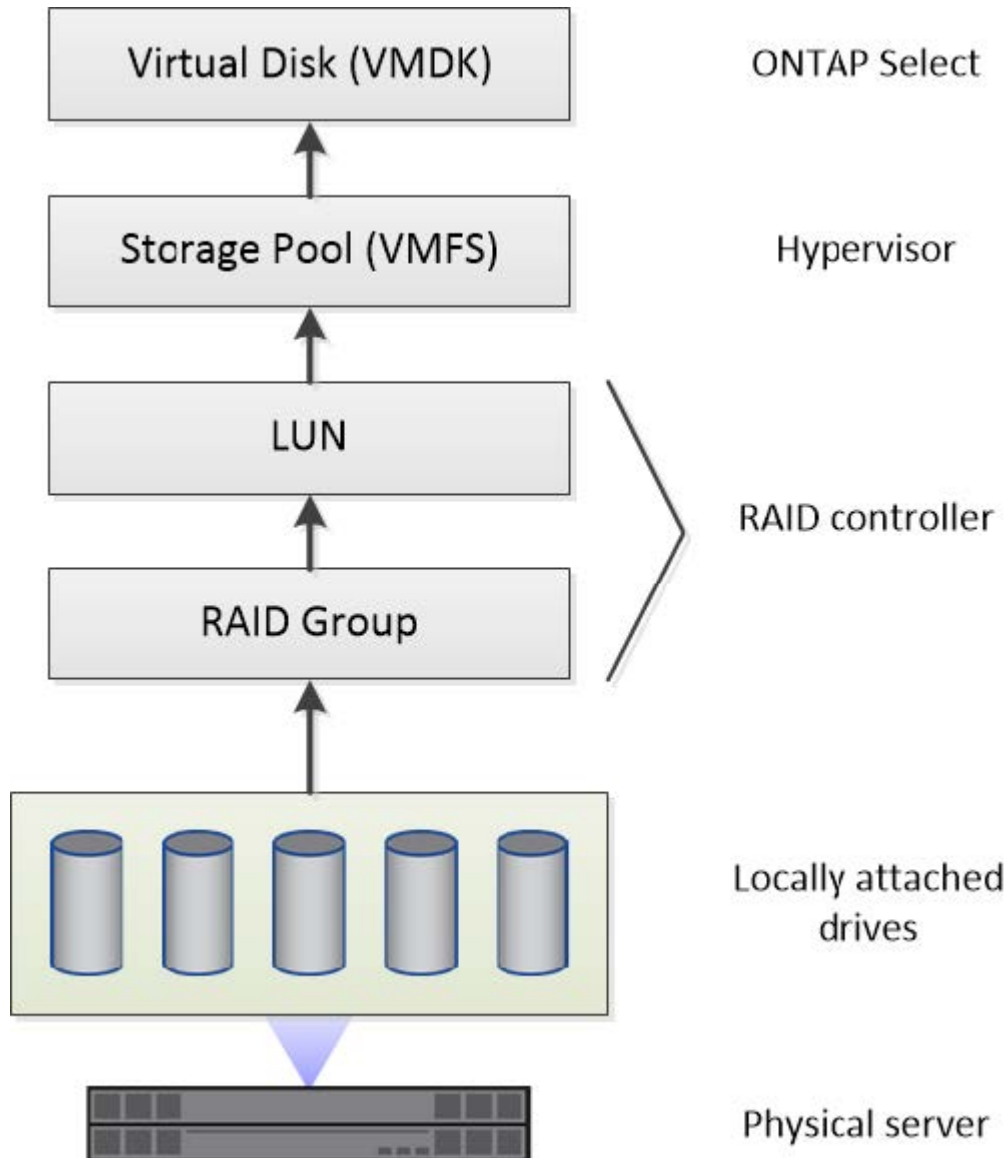 Virtual Disk (VMDK)
ONTAP Select
Storage Pool (VMFS)
Hypervisor
LUN
RAID controller
RAID Group
Locally attached
drives
Physical server